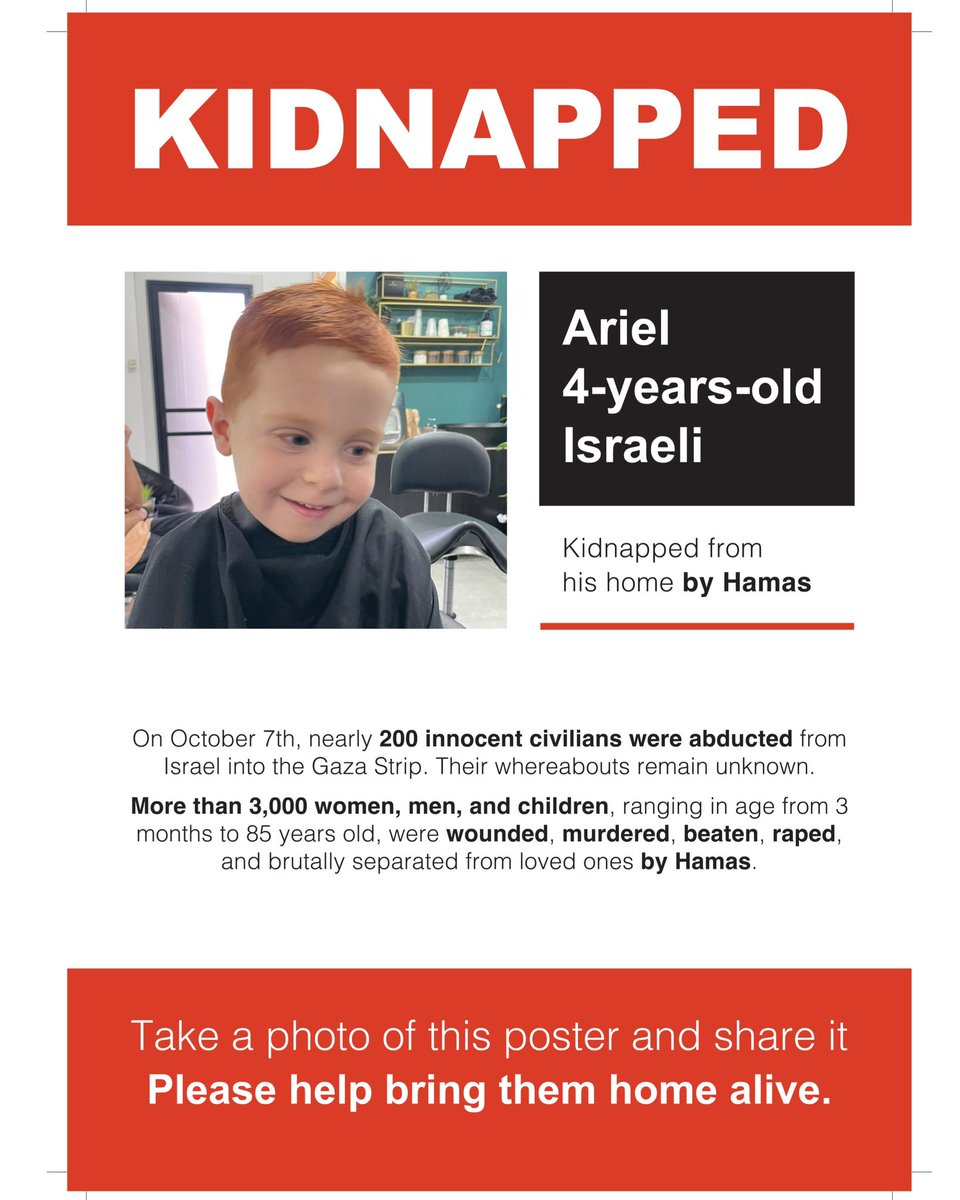 KIDNAPPED
Ariel
4-years-old
Israeli
Kidnapped from
his home by Hamas
On October 7th, nearly 200 innocent civilians were abducted from
Israel into the Gaza Strip. Their whereabouts remain unknown.
More than 3,000 women, men, and children, ranging in age from 3
months to 85 years old, were wounded, murdered, beaten, raped,
and brutally separated from loved ones by Hamas.
Take a photo of this poster and share it
Please help bring them home alive.